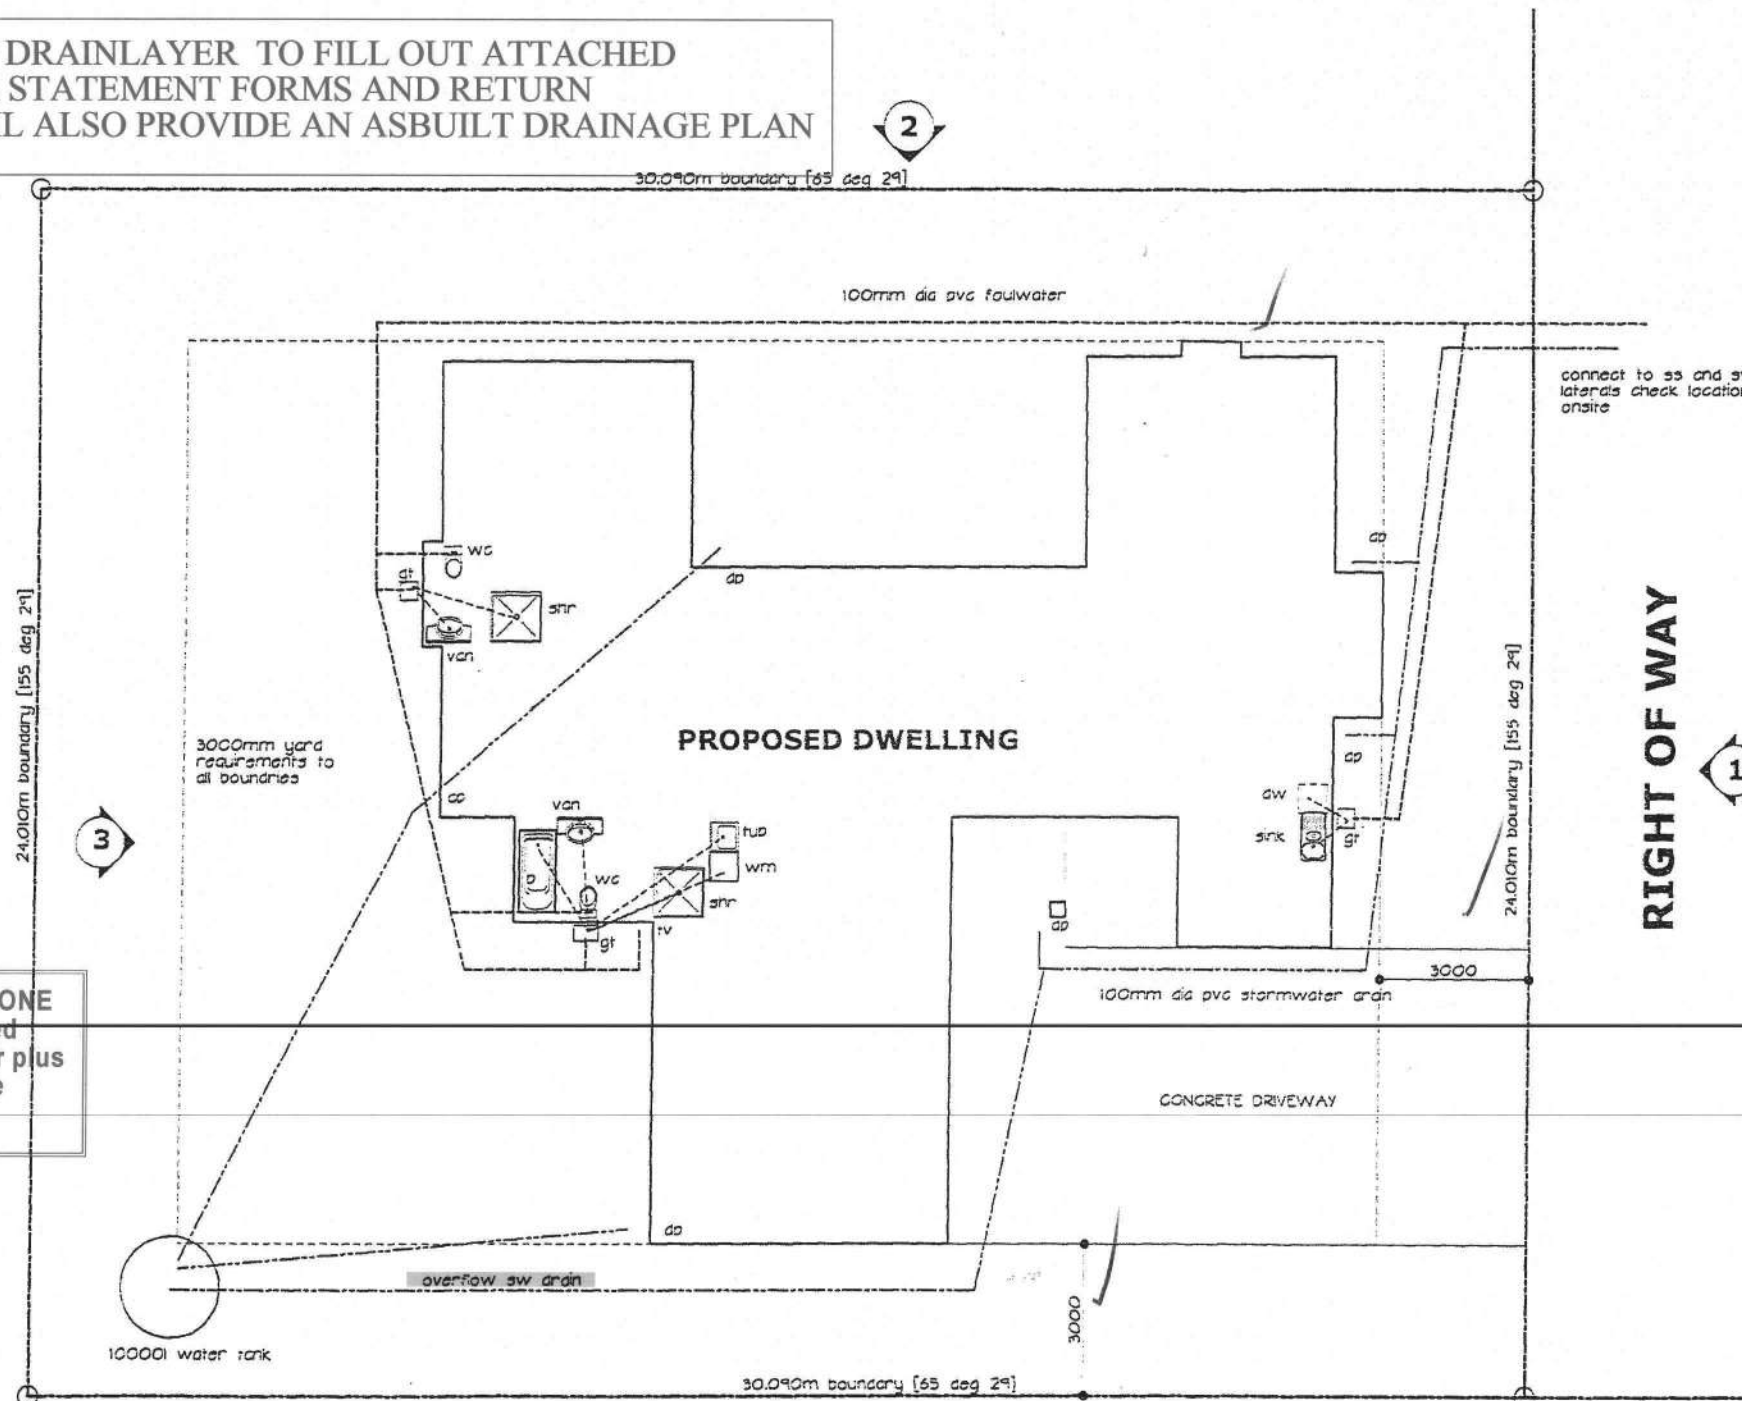 DRAINLAYER TO FILL OUT ATTACHED
STATEMENT FORMS AND RETURN
IL ALSO PROVIDE AN ASBUILT DRAINAGE PLAN
2
30.090m boundary [65 deg 29]
100mm dia pvc foulwater
connect to ss and
laterals check location
onsite
dp
wc
gt
shr
van
dp
24.010m boundary [155 deg 29]
24.010m boundary [155 deg 29]
RIGHT OF WAY
PROPOSED DWELLING
3000mm yard
requirements to
all boundries
dp
1
3
dp
van
tub
dw
sink
gt
wm
wc
b
shr
gt
tv
dp
3000
100mm dia pvc stormwater drain
ONE
plus
CONCRETE DRIVEWAY
dp
overflow sw drain
3000
10000l water tank
30.090m boundary [65 deg 29]